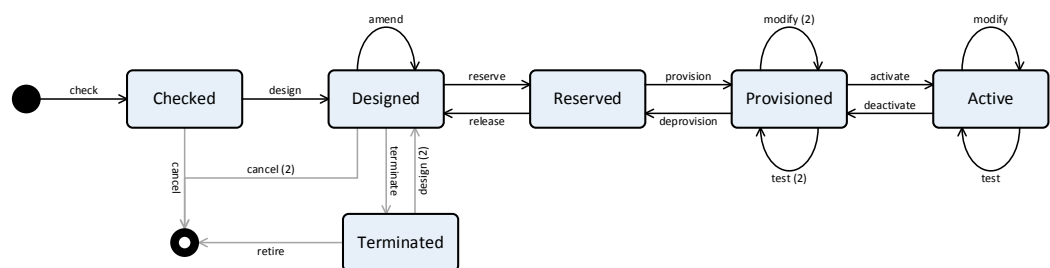 amend
modify (2)
modify
check
Checked
design
Designed
reserve
release
Reserved
provision
deprovision
Provisioned
activate
deactivate
Active
cancel
cancel (2)
terminate
design (2)
test (2)
test
retire
Terminated